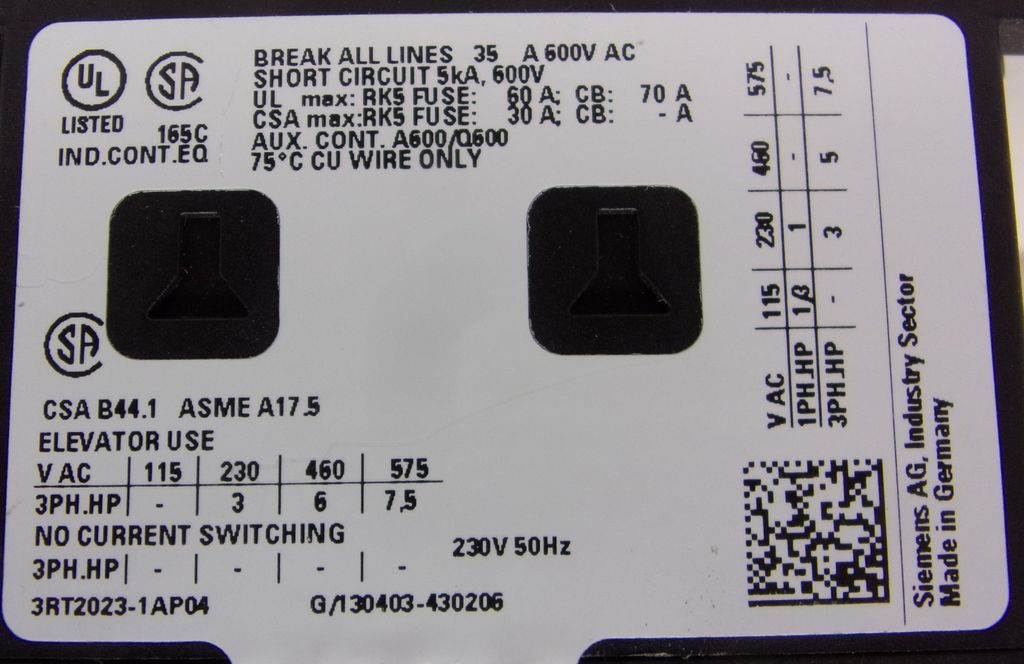 UL
LISTED
SA
165C
IND.CONT.EQ
BREAK ALL LINES 35 A 600V AC
SHORT CIRCUIT 5kA, 600V
UL max: RK5 FUSE: 60 A; CB: 70 A
CSA max:RK5 FUSE: 30 A; CB: - A
AUX. CONT. A600/Q600
75°C CU WIRE ONLY
SA
CSA B44.1 ASME A17.5
ELEVATOR USE
V AC 115 230 460 575
3PH.HP - 3 6 7,5
NO CURRENT SWITCHING
3PH.HP - - - -
230V 50Hz
3RT2023-1AP04 G/130403-430206
V AC 115 230 460 575
1PH.HP 1/3 1 - -
3PH.HP - 3 5 7,5
Siemens AG, Industry Sector
Made in Germany